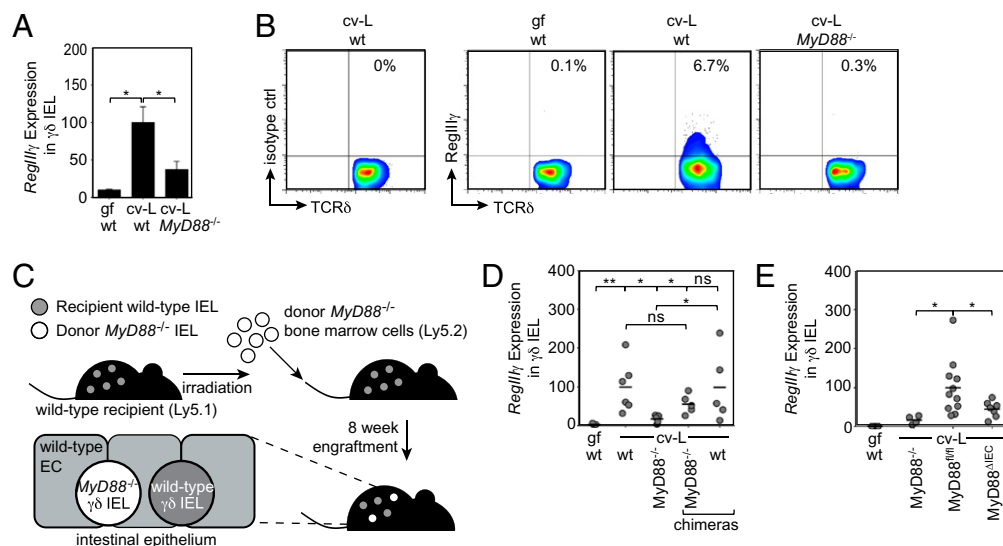 A
200
150
100
50
0
RegIIIγ Expression
in γδ IEL
*
*
gf
wt
cv-L
wt
cv-L
MyD88-/-
B
cv-L
wt
gf
wt
cv-L
wt
cv-L
MyD88-/-
0%
0.1%
6.7%
0.3%
isotype ctrl
RegIIIγ
TCRδ
TCRδ
C
Recipient wild-type IEL
Donor MyD88-/- IEL
donor MyD88-/-
bone marrow cells (Ly5.2)
irradiation
wild-type recipient (Ly5.1)
8 week
engraftment
wild-type
EC
MyD88-/-
γδ IEL
wild-type
γδ IEL
intestinal epithelium
D
400
300
200
100
0
RegIIIγ Expression
in γδ IEL
** * * ns
*
ns
gf
wt
wt
MyD88-/-
MyD88-/-
wt
cv-L
chimeras
E
400
300
200
100
0
RegIIIγ Expression
in γδ IEL
* *
gf
wt
cv-L
MyD88-/-
MyD88fl/fl
MyD88ΔIEC